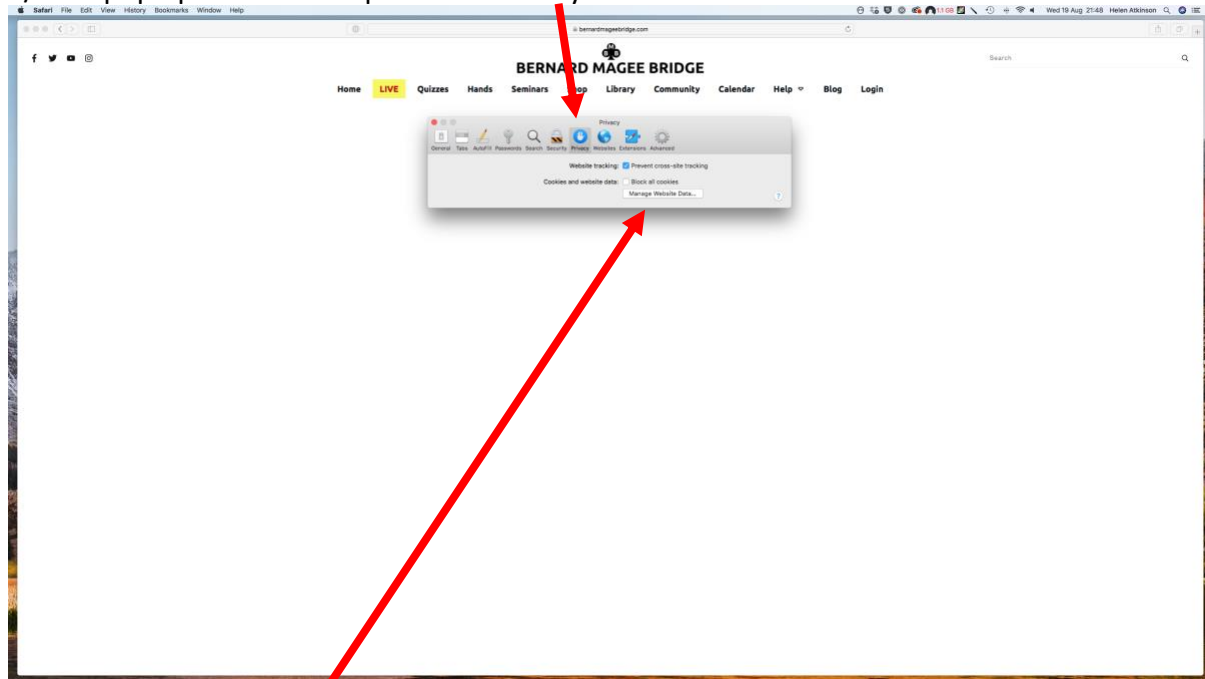 Safari File Edit View History Bookmarks Window Help 1.1 GB Wed 19 Aug 21:48 Helen Atkinson
bernardmageebridge.com
f
BERNARD MAGEE BRIDGE
Search
Home LIVE Quizzes Hands Seminars Shop Library Community Calendar Help Blog Login
Privacy
General Tabs AutoFill Passwords Search Security Privacy Websites Extensions Advanced
Website tracking: Prevent cross-site tracking
Cookies and website data: Block all cookies
Manage Website Data... ?